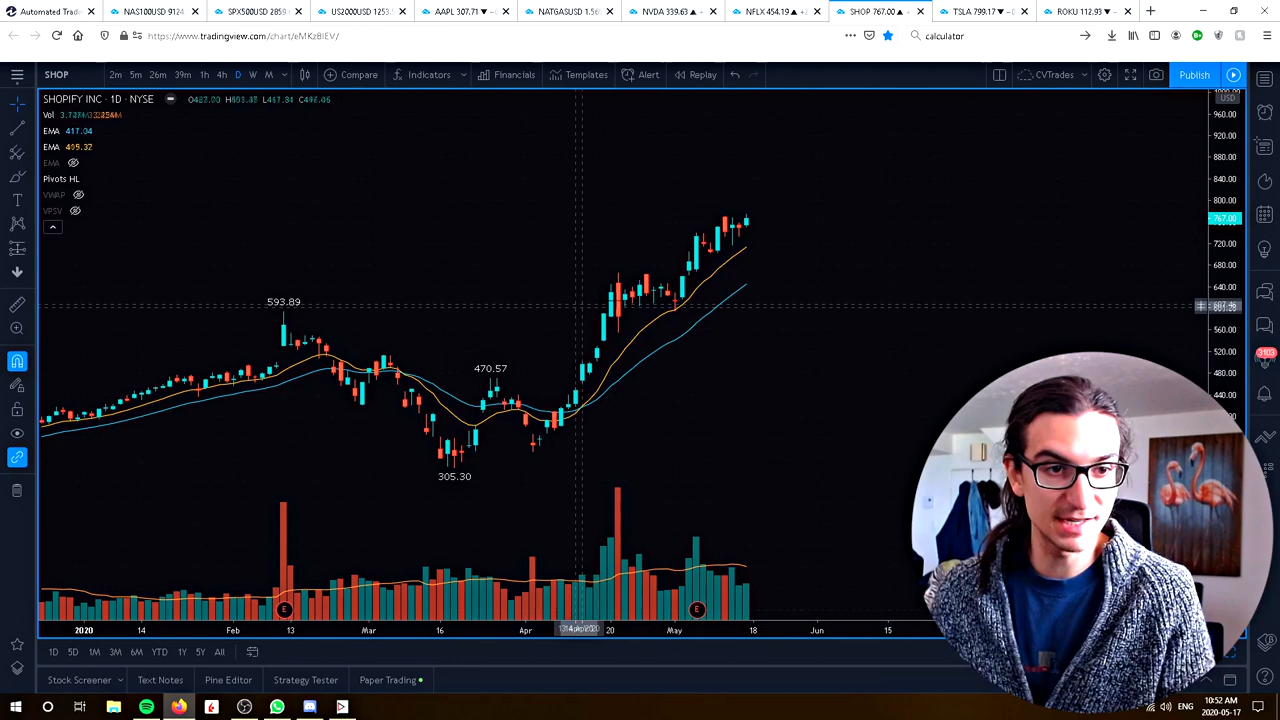 Automated Trad
NAS100USD 9124
SPX500USD 2859
US2000USD 1253
AAPL 307.71 ▼
NATGASUSD 1.56
NVDA 339.63 ▲
NFLX 454.19 ▲
SHOP 767.00 ▲
TSLA 799.17 ▼
ROKU 112.93 ▼
https://www.tradingview.com/chart/eMKz8IEV/
calculator
SHOP
2m 5m 26m 39m 1h 4h D W M
Compare
Indicators
Financials
Templates
Alert
Replay
CVTrades
Publish
SHOPIFY INC · 1D · NYSE
Vol
EMA 417.04
EMA
EMA
Pivots HL
VWAP
VPSV
USD
960.00
920.00
880.00
840.00
800.00
767.00
720.00
680.00
640.00
560.00
520.00
480.00
440.00
593.89
470.57
305.30
3103
E
E
2020 14 Feb 13 Mar 16 Apr 20 May 18 Jun 15
1D 5D 1M 3M 6M YTD 1Y 5Y All
Stock Screener
Text Notes
Pine Editor
Strategy Tester
Paper Trading
ENG
10:52 AM
2020-05-17